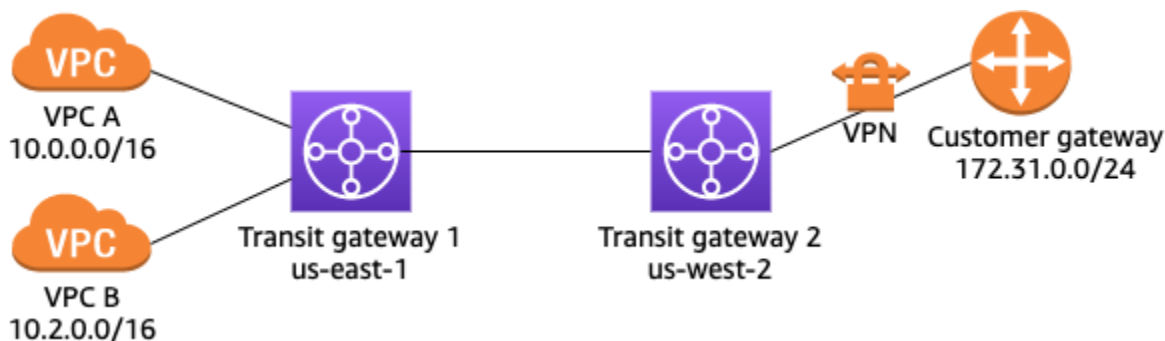 VPC
VPC A
10.0.0.0/16
VPC
VPC B
10.2.0.0/16
Transit gateway 1
us-east-1
Transit gateway 2
us-west-2
VPN
Customer gateway
172.31.0.0/24